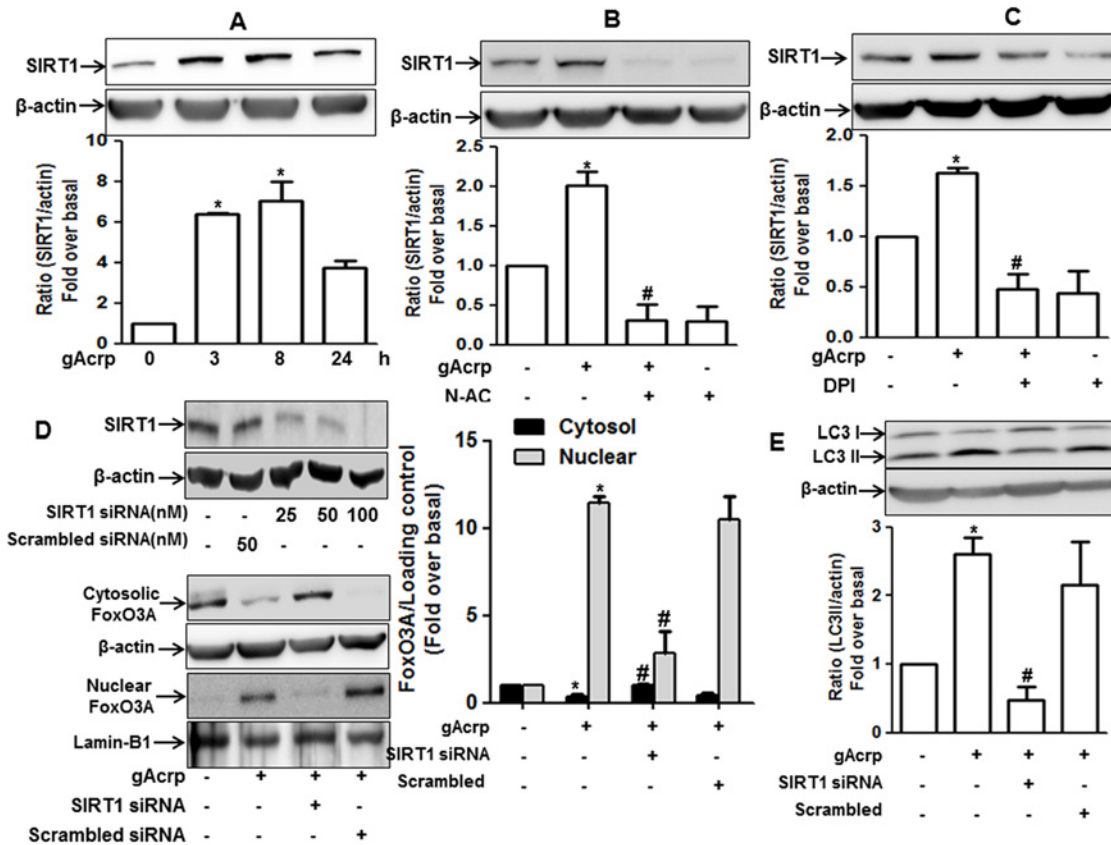 A
SIRT1
β-actin
Ratio (SIRT1/actin)
Fold over basal
10
8
6
4
2
0
gAcrp 0 3 8 24 h
* *
B
SIRT1
β-actin
Ratio (SIRT1/actin)
Fold over basal
2.5
2.0
1.5
1.0
0.5
0.0
* #
gAcrp - + + -
N-AC - - + +
C
SIRT1
β-actin
Ratio (SIRT1/actin)
Fold over basal
2.0
1.5
1.0
0.5
0.0
* #
gAcrp - + + -
DPI - - + +
D
SIRT1
β-actin
SIRT1 siRNA(nM) - - 25 50 100
Scrambled siRNA(nM) - 50 - - -
Cytosolic
FoxO3A
β-actin
Nuclear
FoxO3A
Lamin-B1
gAcrp - + + +
SIRT1 siRNA - - + -
Scrambled siRNA - - - +
Cytosol
Nuclear
FoxO3A/Loading control
(Fold over basal)
15
10
5
0
* * # #
gAcrp - + + +
SIRT1 siRNA - - + -
Scrambled - - - +
E
LC3 I
LC3 II
β-actin
Ratio (LC3II/actin)
Fold over basal
3
2
1
0
* #
gAcrp - + + +
SIRT1 siRNA - - + -
Scrambled - - - +